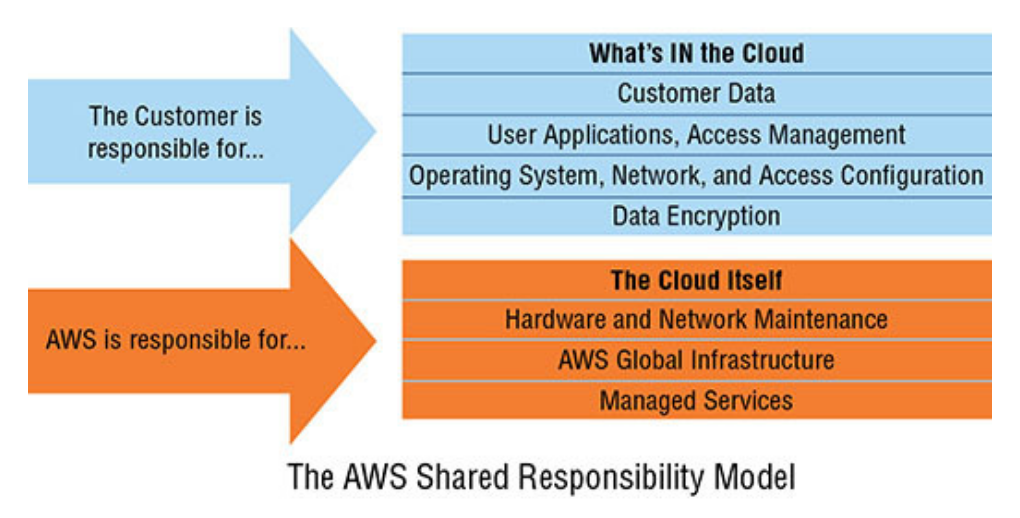 The Customer is
responsible for...
What's IN the Cloud
Customer Data
User Applications, Access Management
Operating System, Network, and Access Configuration
Data Encryption
AWS is responsible for...
The Cloud Itself
Hardware and Network Maintenance
AWS Global Infrastructure
Managed Services
The AWS Shared Responsibility Model